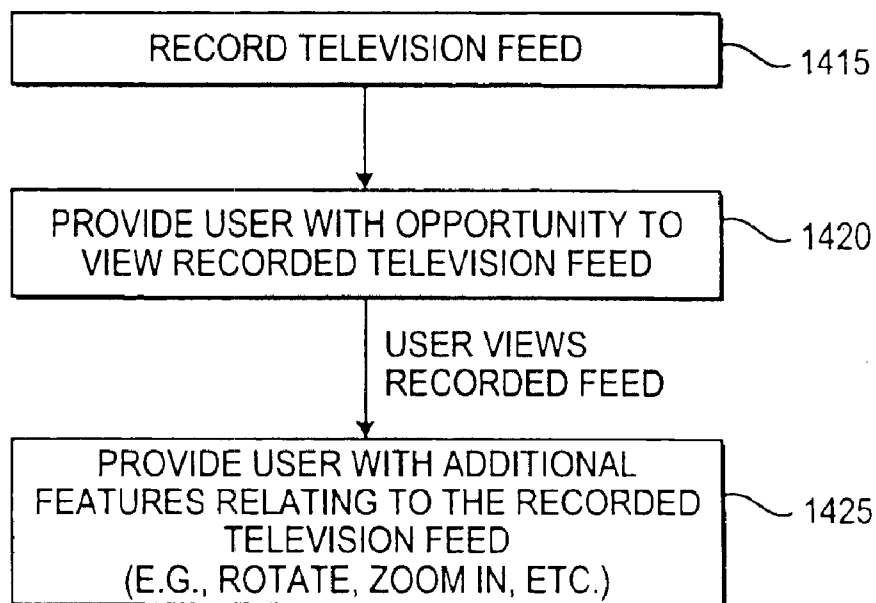 RECORD TELEVISION FEED
1415
PROVIDE USER WITH OPPORTUNITY TO
VIEW RECORDED TELEVISION FEED
1420
USER VIEWS
RECORDED FEED
PROVIDE USER WITH ADDITIONAL
FEATURES RELATING TO THE RECORDED
TELEVISION FEED
(E.G., ROTATE, ZOOM IN, ETC.)
1425